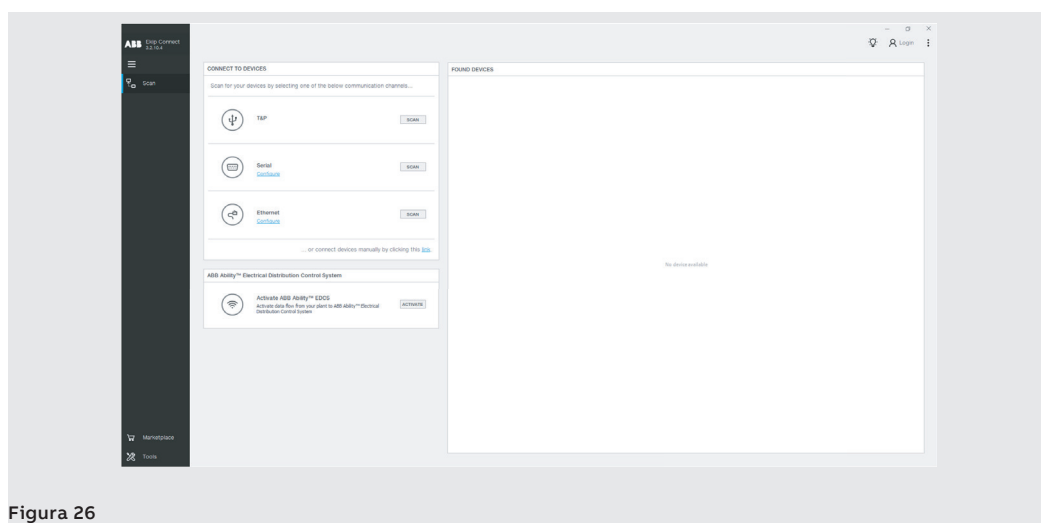 ABB Ekip Connect
3.2.10.4
Login
Scan
CONNECT TO DEVICES
Scan for your devices by selecting one of the below communication channels...
T&P
SCAN
Serial
Configure
SCAN
Ethernet
Configure
SCAN
... or connect devices manually by clicking this link.
ABB Ability™ Electrical Distribution Control System
Activate ABB Ability™ EDCS
Activate data flow from your plant to ABB Ability™ Electrical
Distribution Control System
ACTIVATE
FOUND DEVICES
No device available
Marketplace
Tools
Figura 26